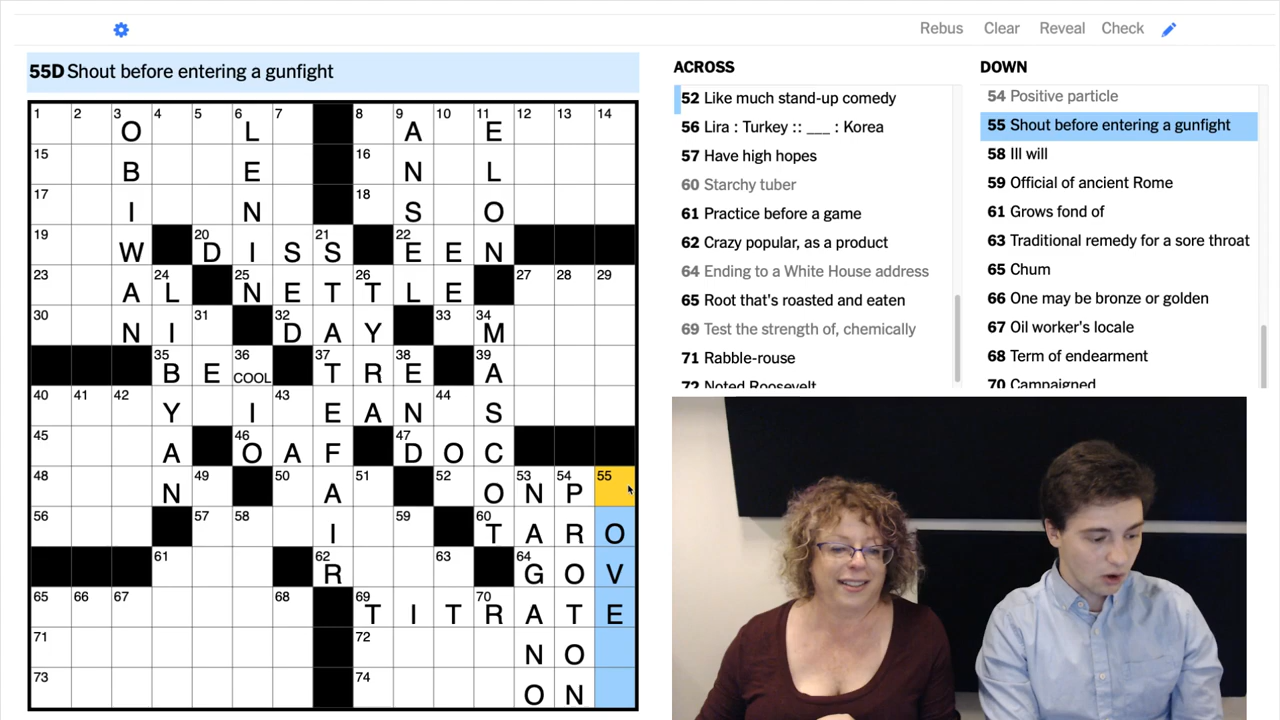 Rebus Clear Reveal Check
55D Shout before entering a gunfight
1 2 3 O 4 5 6 L 7 8 9 A 10 11 E 12 13 14
15 B E 16 N L
17 I N 18 S O
19 W 20 D I S 21 S 22 E E N
23 A 24 L 25 N E T 26 T L E 27 28 29
30 N I 31 32 D A Y 33 34 M
35 B E 36 COOL 37 T R 38 E 39 A
40 41 42 Y I 43 E A N 44 S
45 A 46 O A F 47 D O C
48 N 49 50 A 51 52 O 53 N 54 P 55
56 57 58 I 59 60 T A R O
61 62 R 63 64 G O V
65 66 67 68 69 T I T 70 R A T E
71 72 N O
73 74 O N
ACROSS
52 Like much stand-up comedy
56 Lira : Turkey :: ___ : Korea
57 Have high hopes
60 Starchy tuber
61 Practice before a game
62 Crazy popular, as a product
64 Ending to a White House address
65 Root that's roasted and eaten
69 Test the strength of, chemically
71 Rabble-rouse
72 Noted Roosevelt
DOWN
54 Positive particle
55 Shout before entering a gunfight
58 Ill will
59 Official of ancient Rome
61 Grows fond of
63 Traditional remedy for a sore throat
65 Chum
66 One may be bronze or golden
67 Oil worker's locale
68 Term of endearment
70 Campaigned